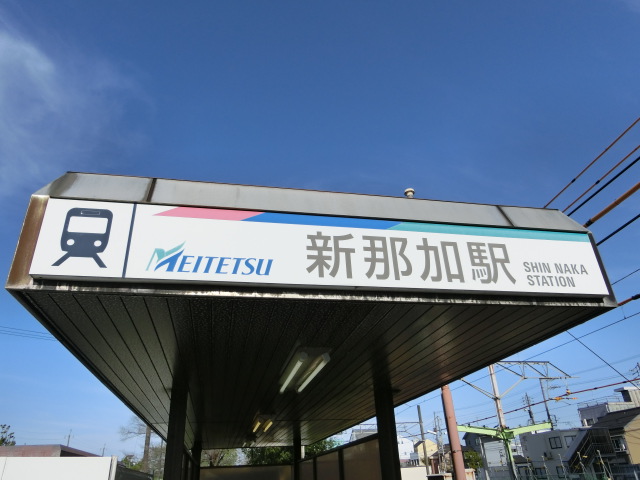 MEITETSU
新那加駅
SHIN NAKA
STATION